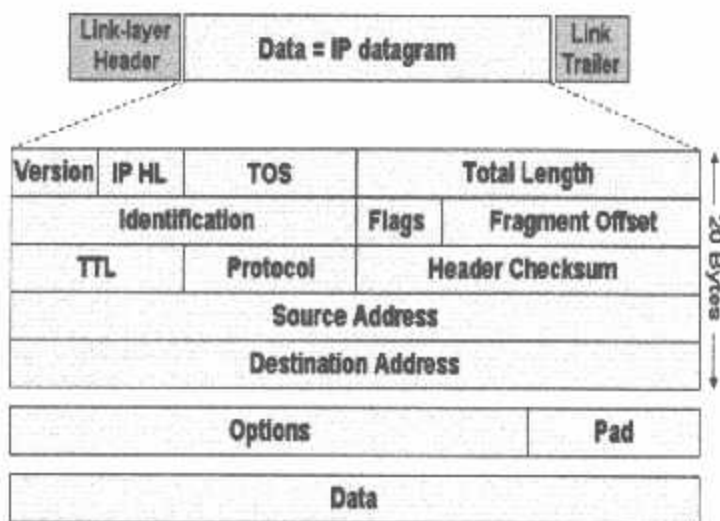 Link-layer Header
Data = IP datagram
Link Trailer
Version IP HL TOS Total Length
Identification Flags Fragment Offset
TTL Protocol Header Checksum
Source Address
Destination Address
20 Bytes
Options Pad
Data